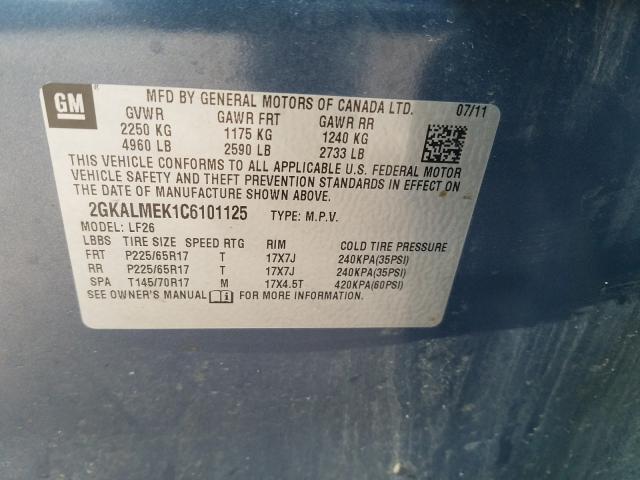 GM
MFD BY GENERAL MOTORS OF CANADA LTD. 07/11
GVWR GAWR FRT GAWR RR
2250 KG 1175 KG 1240 KG
4960 LB 2590 LB 2733 LB
THIS VEHICLE CONFORMS TO ALL APPLICABLE U.S. FEDERAL MOTOR
VEHICLE SAFETY AND THEFT PREVENTION STANDARDS IN EFFECT ON
THE DATE OF MANUFACTURE SHOWN ABOVE.
2GKALMEK1C6101125 TYPE: M.P.V.
MODEL: LF26
LBBS TIRE SIZE SPEED RTG RIM COLD TIRE PRESSURE
FRT P225/65R17 T 17X7J 240KPA(35PSI)
RR P225/65R17 T 17X7J 240KPA(35PSI)
SPA T145/70R17 M 17X4.5T 420KPA(60PSI)
SEE OWNER'S MANUAL FOR MORE INFORMATION.